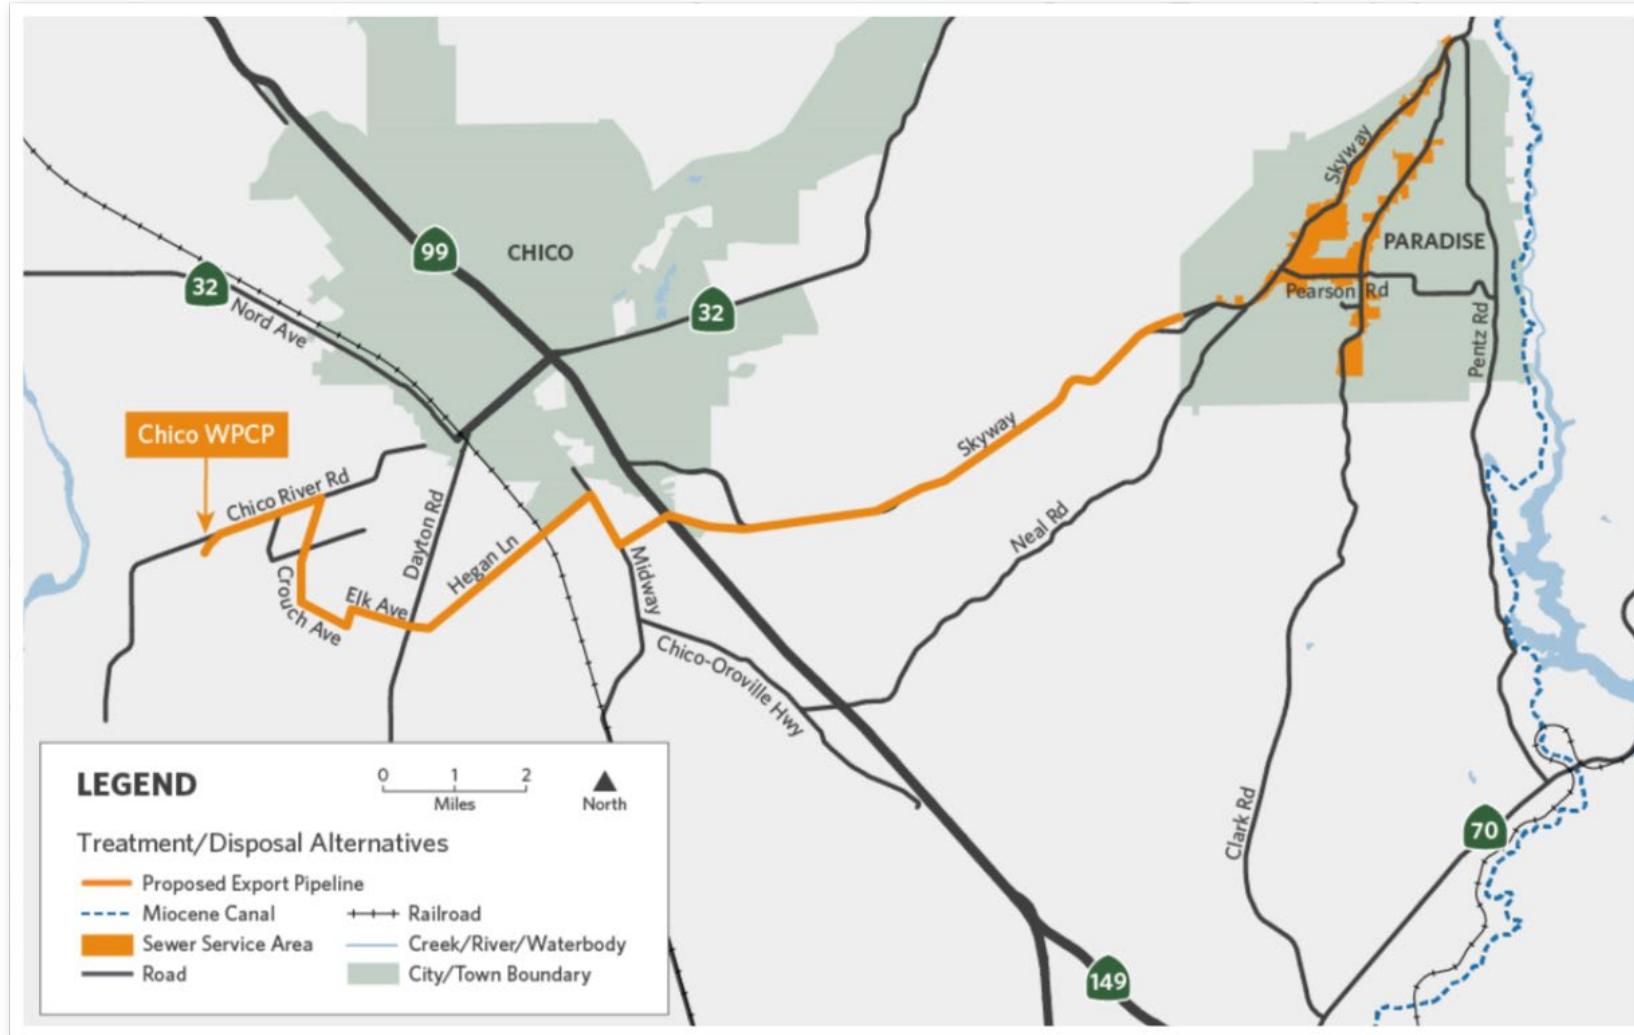 99
CHICO
32
32
Nord Ave
Skyway
PARADISE
Pearson Rd
Pentz Rd
Chico WPCP
Chico River Rd
Dayton Rd
Hegan Ln
Skyway
Neal Rd
Midway
Crouch Ave
Elk Ave
Chico-Oroville Hwy
Clark Rd
70
149
LEGEND
0 1 2
Miles
North
Treatment/Disposal Alternatives
Proposed Export Pipeline
Miocene Canal
Railroad
Sewer Service Area
Creek/River/Waterbody
Road
City/Town Boundary